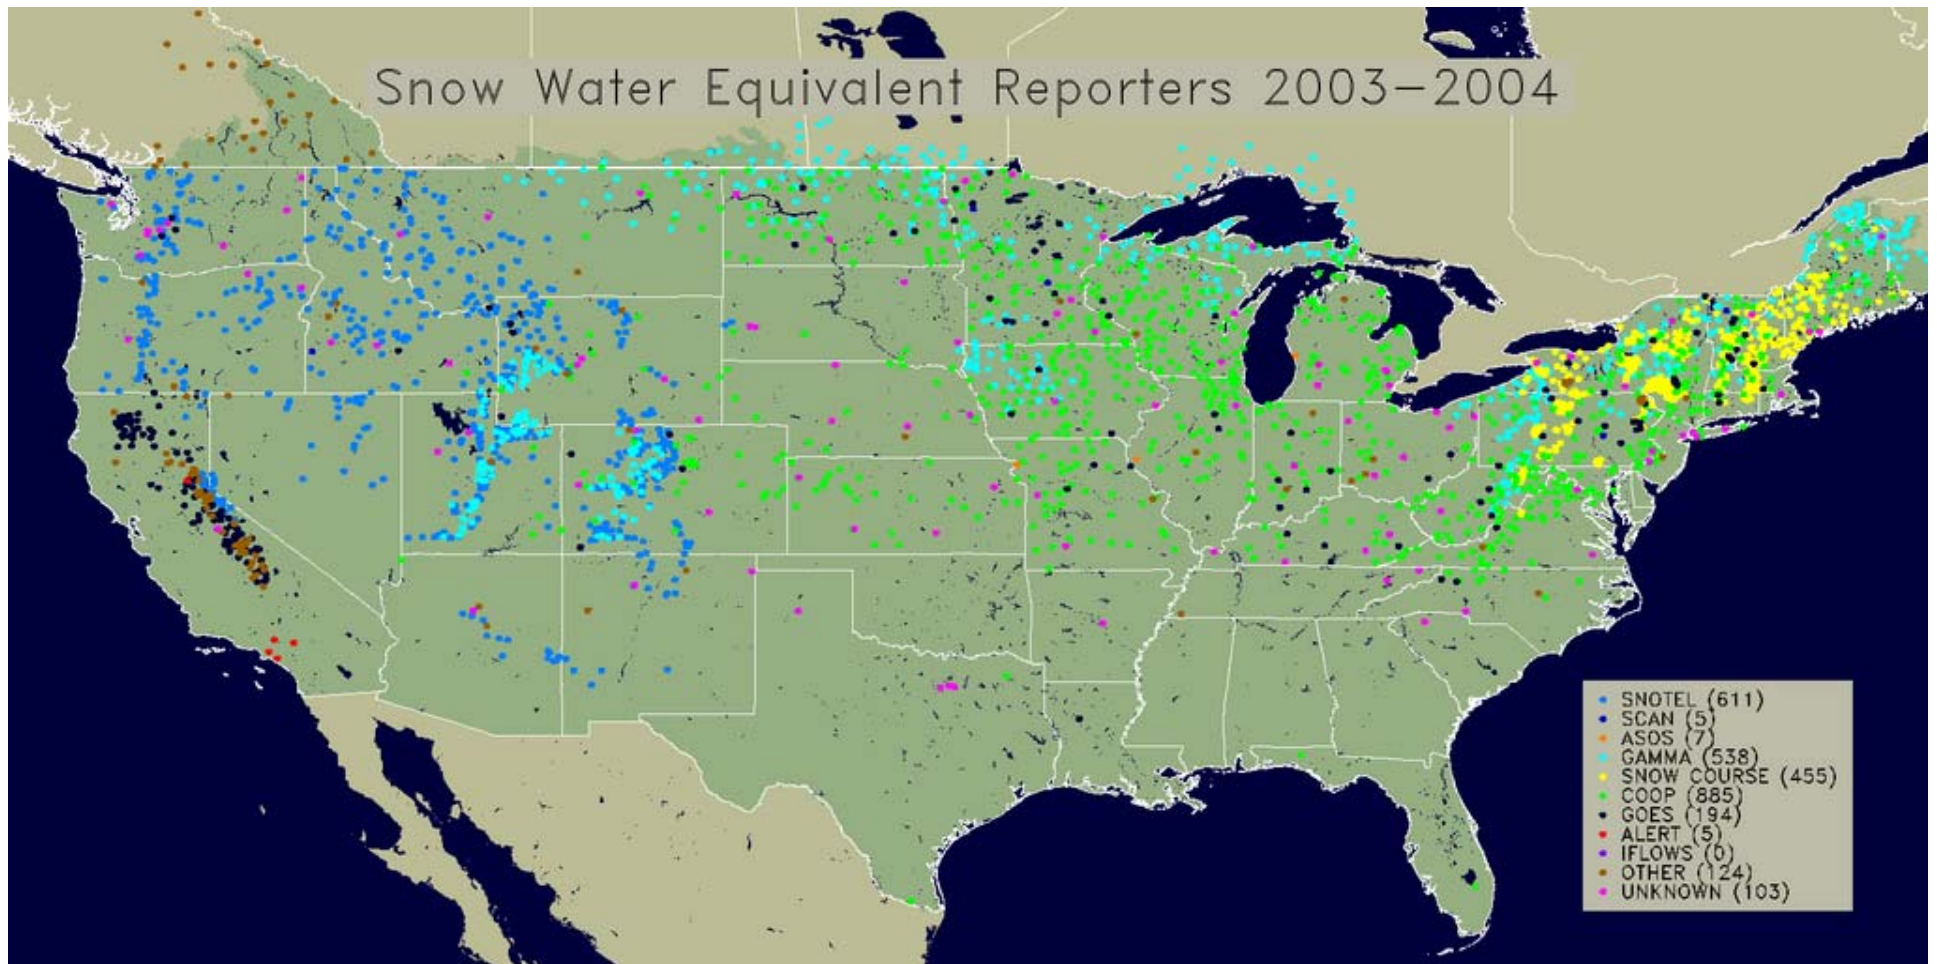 Snow Water Equivalent Reporters 2003-2004
SNOTEL (611)
SCAN (5)
ASOS (7)
GAMMA (538)
SNOW COURSE (455)
COOP (885)
GOES (194)
ALERT (5)
IFLOWS (0)
OTHER (124)
UNKNOWN (103)